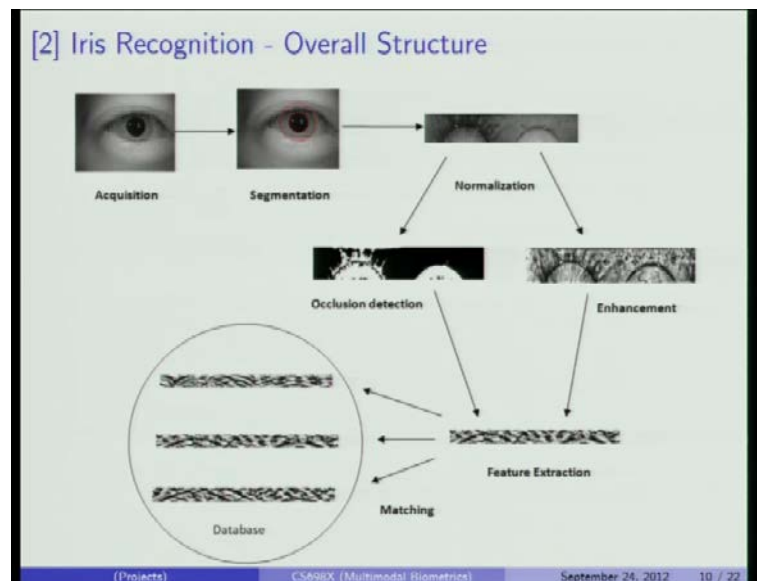 [2] Iris Recognition - Overall Structure
Acquisition
Segmentation
Normalization
Occlusion detection
Enhancement
Feature Extraction
Matching
Database
(Projects) CS698X (Multimodal Biometrics) September 24, 2012 10 / 22